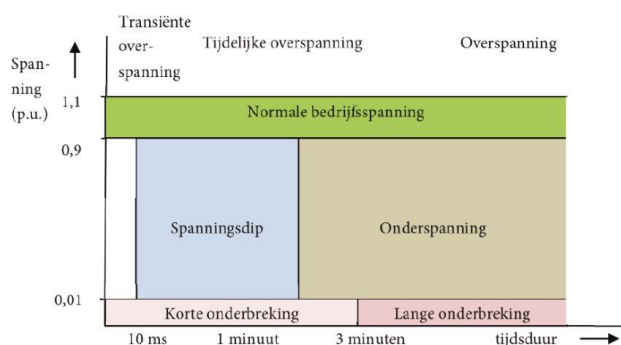 Transiënte
over-
spanning
Tijdelijke overspanning
Overspanning
Span-
ning
(p.u.)
1,1
Normale bedrijfsspanning
0,9
Spanningsdip
Onderspanning
0,01
Korte onderbreking
Lange onderbreking
10 ms
1 minuut
3 minuten
tijdsduur